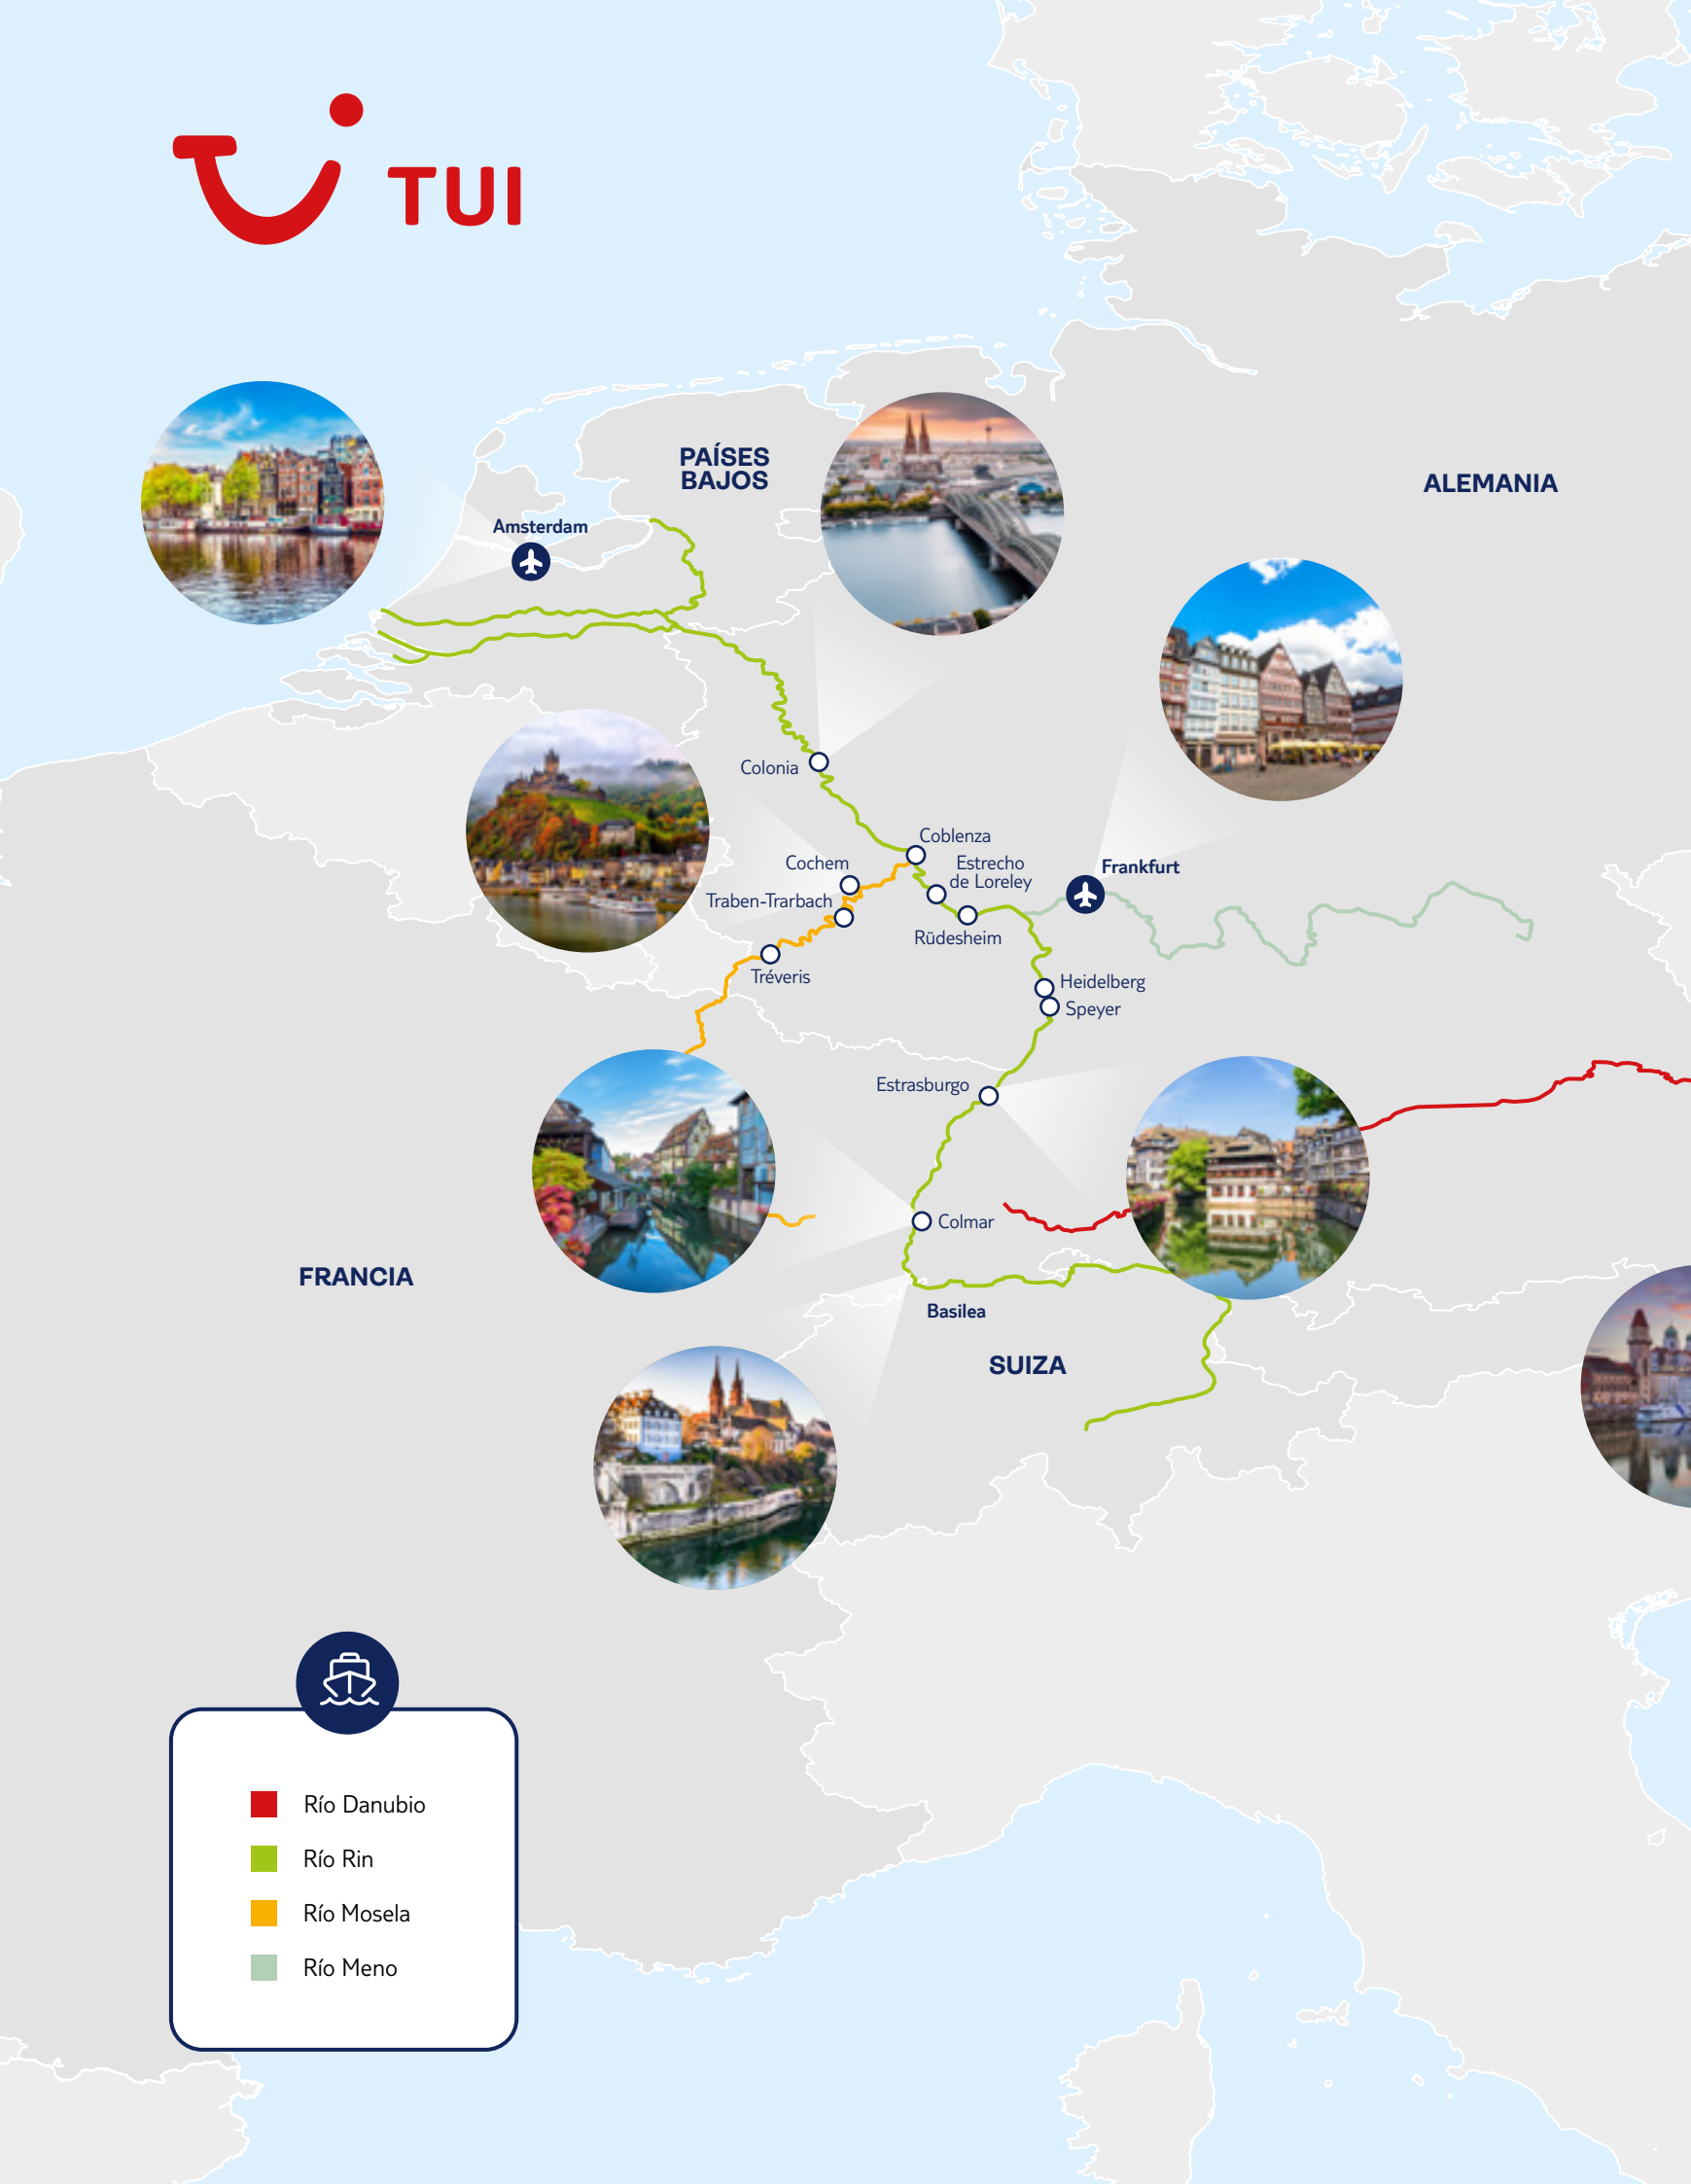 TUI
PAÍSES
BAJOS
ALEMANIA
Amsterdam
Colonia
Coblenza
Cochem
Estrecho
de Loreley
Frankfurt
Traben-Trarbach
Rüdesheim
Tréveris
Heidelberg
Speyer
Estrasburgo
Colmar
FRANCIA
Basilea
SUIZA
Río Danubio
Río Rin
Río Mosela
Río Meno